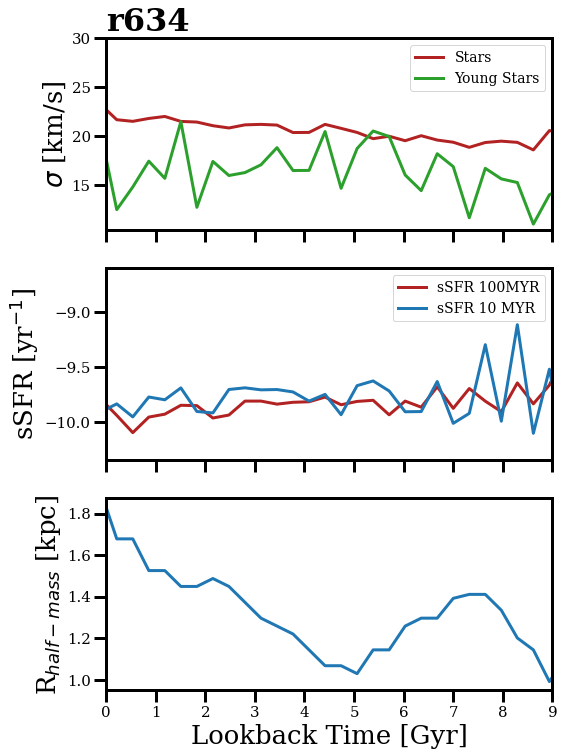 r634
30
25
20
15
σ [km/s]
Stars
Young Stars
−9.0
−9.5
−10.0
sSFR [yr⁻¹]
sSFR 100MYR
sSFR 10 MYR
1.8
1.6
1.4
1.2
1.0
R_{half−mass} [kpc]
0 1 2 3 4 5 6 7 8 9
Lookback Time [Gyr]